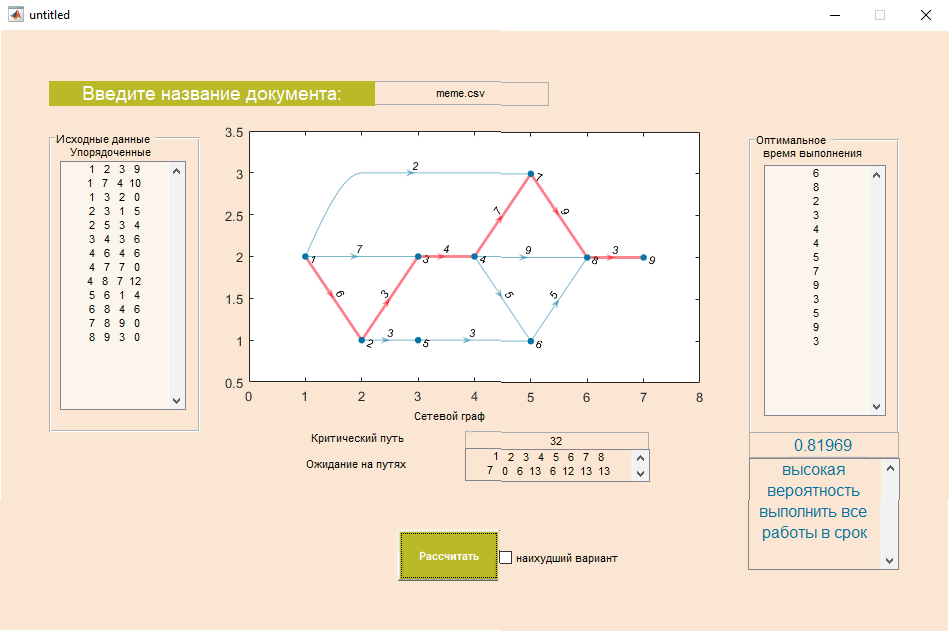 untitled
Введите название документа:
meme.csv
Исходные данные
Упорядоченные
1 2 3 9
1 7 4 10
1 3 2 0
2 3 1 5
2 5 3 4
3 4 3 6
4 6 4 6
4 7 7 0
4 8 7 12
5 6 1 4
6 8 4 6
7 8 9 0
8 9 3 0
3.5
3
2.5
2
1.5
1
0.5
0 1 2 3 4 5 6 7 8
2
7
7
9
7
4
9
3
1
3
4
8
9
6
3
5
5
3
3
2
5
6
Сетевой граф
Оптимальное
время выполнения
6
8
2
3
4
4
5
7
9
3
5
9
3
Критический путь
32
Ожидание на путях
1 2 3 4 5 6 7 8
7 0 6 13 6 12 13 13
0.81969
высокая
вероятность
выполнить все
работы в срок
Рассчитать
наихудший вариант